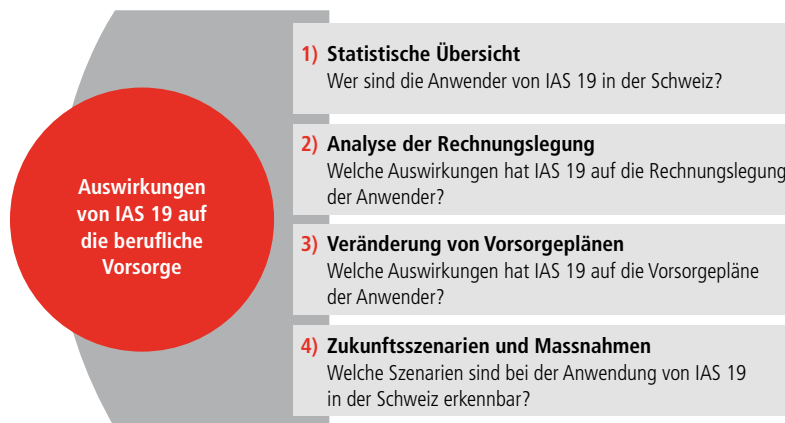 Auswirkungen
von IAS 19 auf
die berufliche
Vorsorge
1) Statistische Übersicht
Wer sind die Anwender von IAS 19 in der Schweiz?
2) Analyse der Rechnungslegung
Welche Auswirkungen hat IAS 19 auf die Rechnungslegung
der Anwender?
3) Veränderung von Vorsorgeplänen
Welche Auswirkungen hat IAS 19 auf die Vorsorgepläne
der Anwender?
4) Zukunftsszenarien und Massnahmen
Welche Szenarien sind bei der Anwendung von IAS 19
in der Schweiz erkennbar?